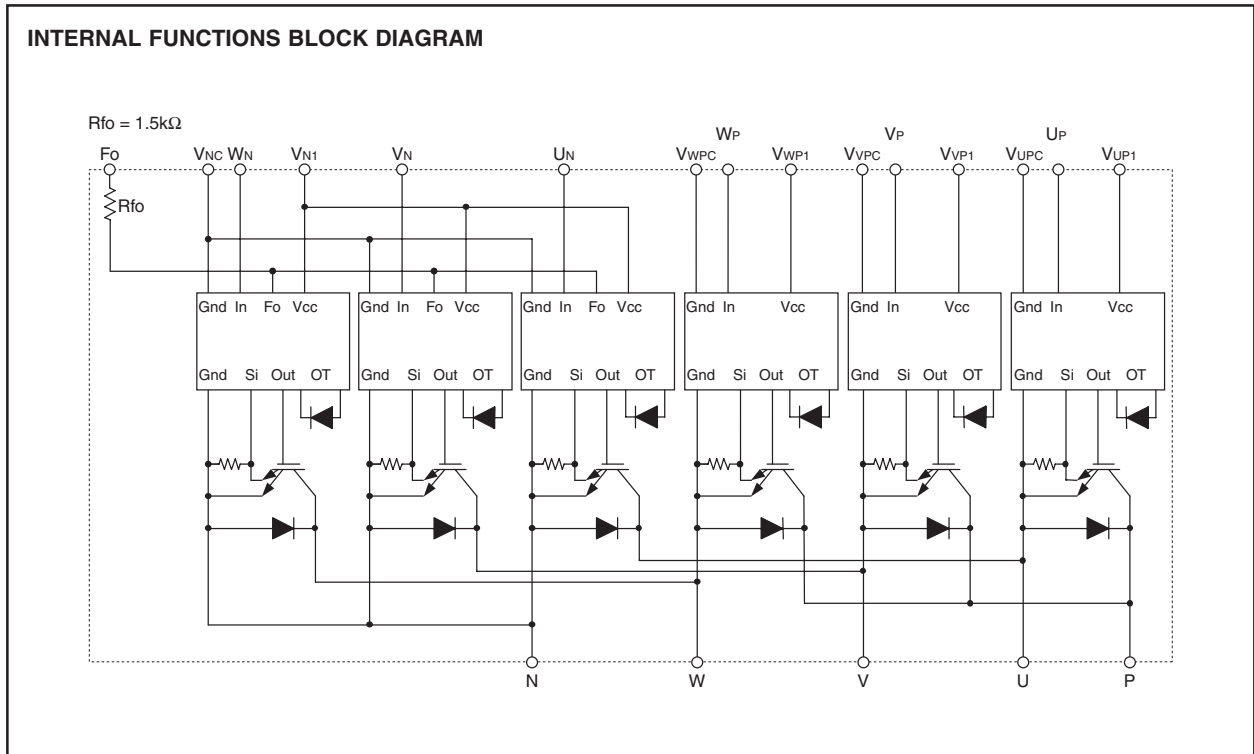 INTERNAL FUNCTIONS BLOCK DIAGRAM
Rfo = 1.5kΩ
WP VP UP
Fo VNC WN VN1 VN UN VWPC VWP1 VVPC VVP1 VUPC VUP1
Rfo
Gnd In Fo Vcc Gnd In Fo Vcc Gnd In Fo Vcc Gnd In Vcc Gnd In Vcc Gnd In Vcc
Gnd Si Out OT Gnd Si Out OT Gnd Si Out OT Gnd Si Out OT Gnd Si Out OT Gnd Si Out OT
N W V U P